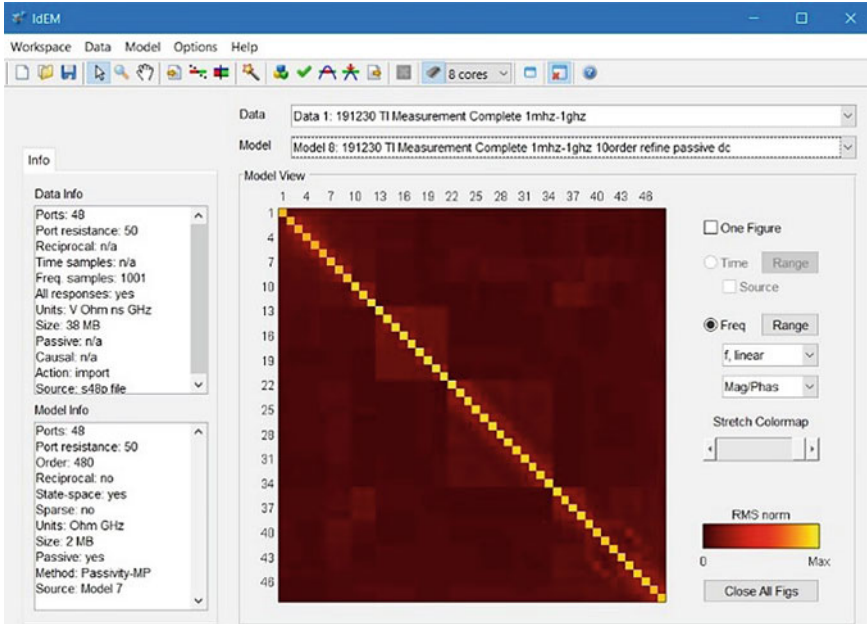 IdEM
Workspace Data Model Options Help
8 cores
Data
Data 1: 191230 TI Measurement Complete 1mhz-1ghz
Model
Model 8: 191230 TI Measurement Complete 1mhz-1ghz 10order refine passive dc
Info
Data Info
Ports: 48
Port resistance: 50
Reciprocal: n/a
Time samples: n/a
Freq. samples: 1001
All responses: yes
Units: V Ohm ns GHz
Size: 38 MB
Passive: n/a
Causal: n/a
Action: import
Source: s48p file
Model Info
Ports: 48
Port resistance: 50
Order: 480
Reciprocal: no
State-space: yes
Sparse: no
Units: Ohm GHz
Size: 2 MB
Passive: yes
Method: Passivity-MP
Source: Model 7
Model View
1 4 7 10 13 16 19 22 25 28 31 34 37 40 43 46
1
4
7
10
13
16
19
22
25
28
31
34
37
40
43
46
One Figure
Time Range
Source
Freq Range
f, linear
Mag/Phas
Stretch Colormap
RMS norm
0 Max
Close All Figs